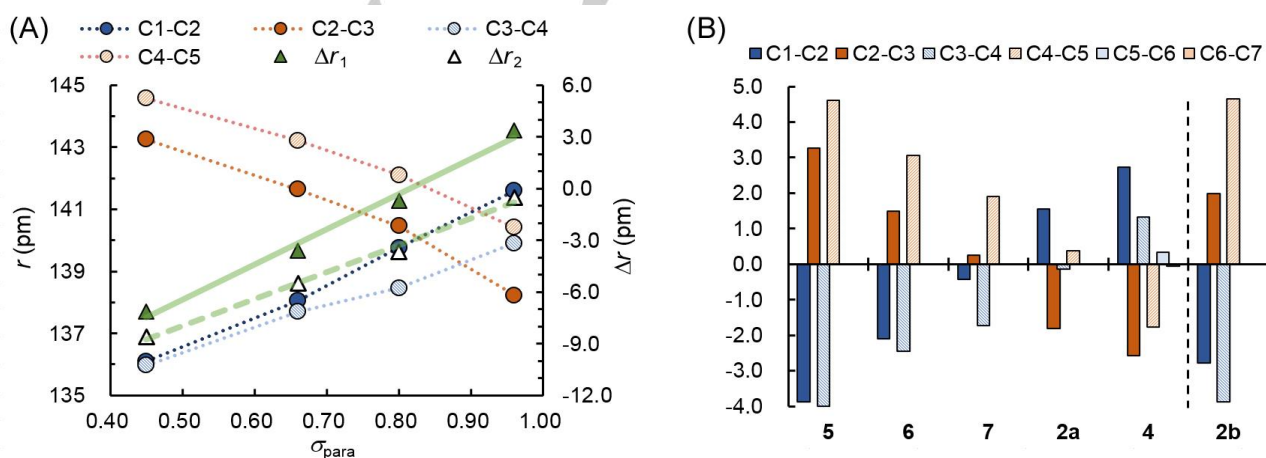 (A)
C1-C2 C2-C3 C3-C4
C4-C5 Δr₁ Δr₂
145
143
141
139
137
135
r (pm)
6.0
3.0
0.0
-3.0
-6.0
-9.0
-12.0
Δr (pm)
0.40 0.50 0.60 0.70 0.80 0.90 1.00
σpara
(B)
C1-C2 C2-C3 C3-C4 C4-C5 C5-C6 C6-C7
5.0
4.0
3.0
2.0
1.0
0.0
-1.0
-2.0
-3.0
-4.0
5 6 7 2a 4 2b